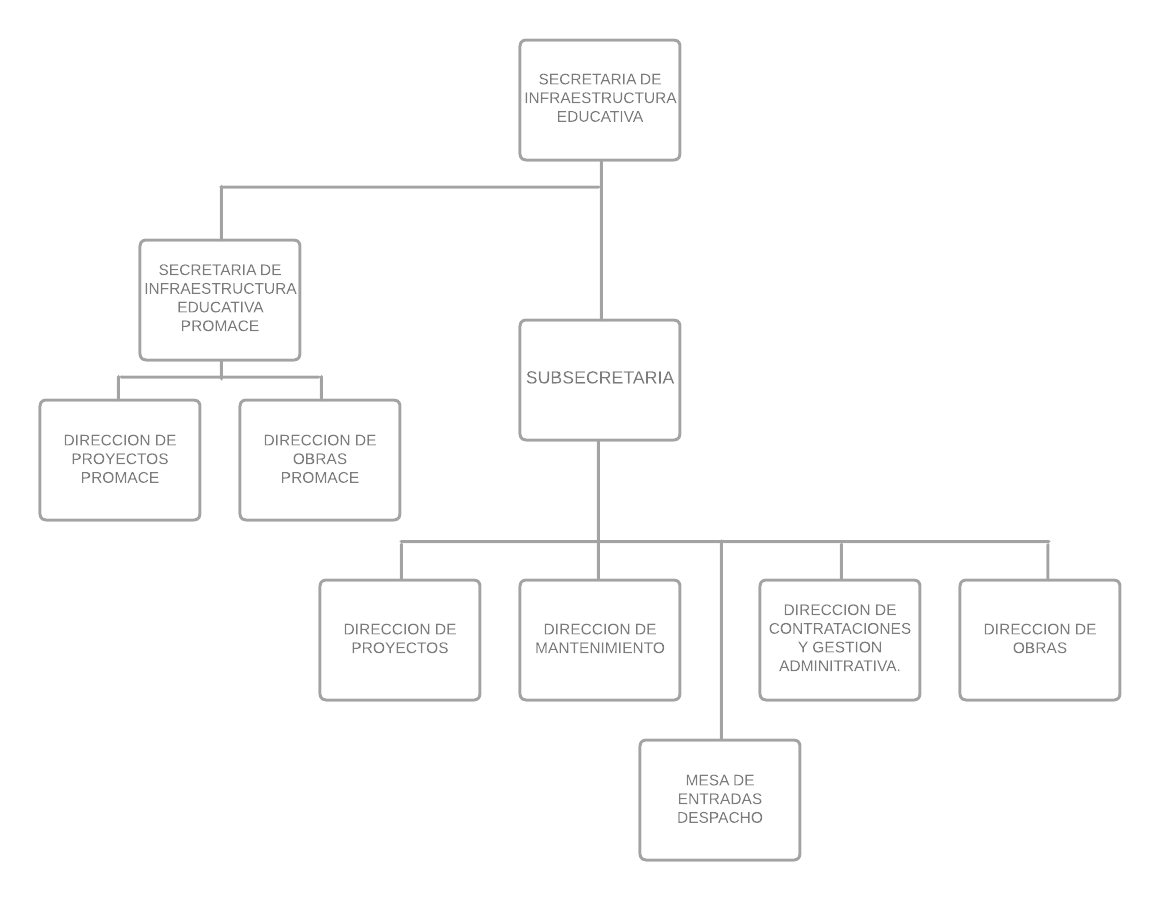 SECRETARIA DE
INFRAESTRUCTURA
EDUCATIVA
SECRETARIA DE
INFRAESTRUCTURA
EDUCATIVA
PROMACE
SUBSECRETARIA
DIRECCION DE
PROYECTOS
PROMACE
DIRECCION DE
OBRAS
PROMACE
DIRECCION DE
PROYECTOS
DIRECCION DE
MANTENIMIENTO
DIRECCION DE
CONTRATACIONES
Y GESTION
ADMINITRATIVA.
DIRECCION DE
OBRAS
MESA DE
ENTRADAS
DESPACHO